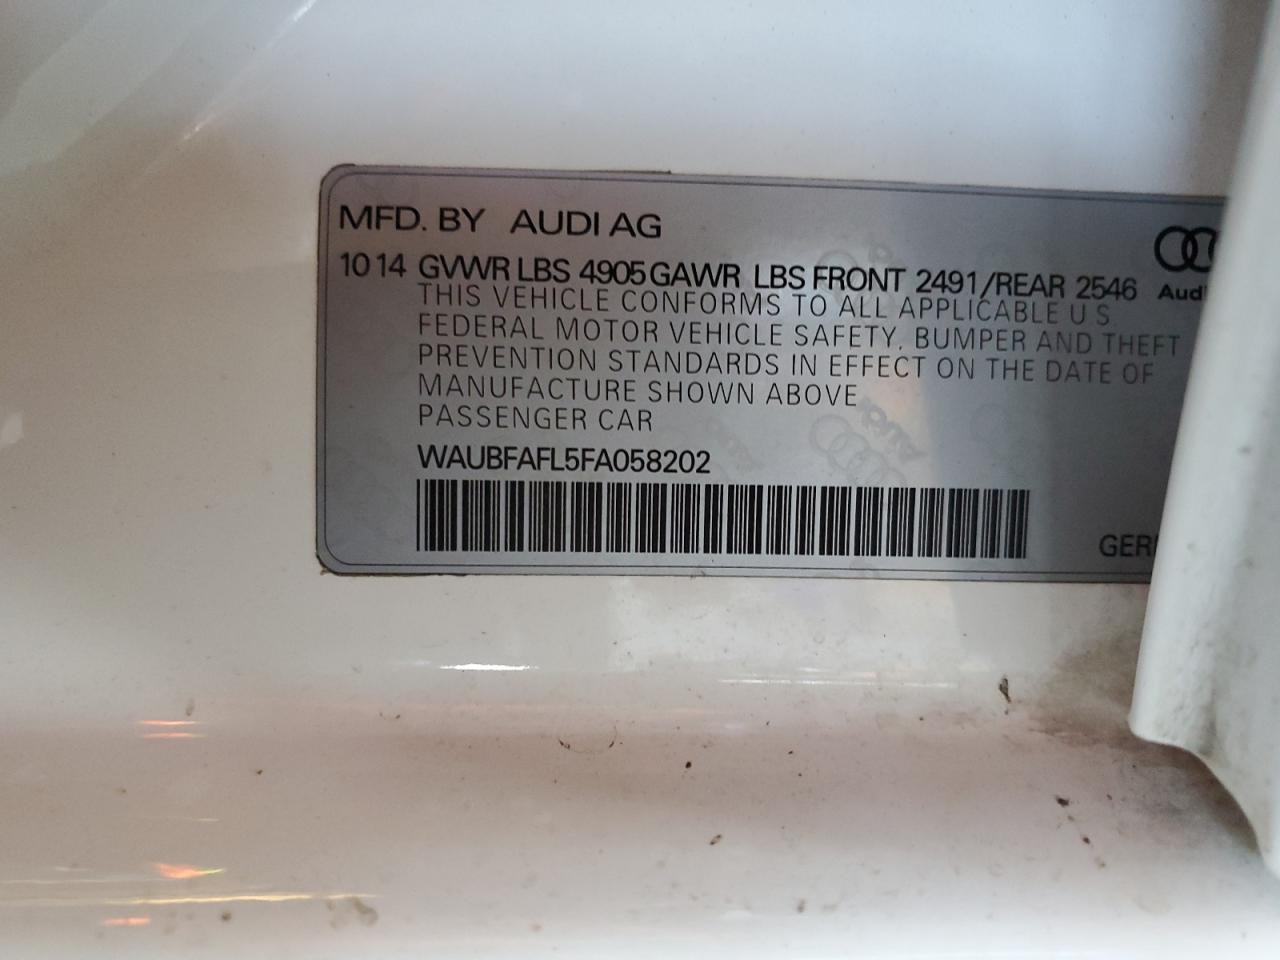 MFD. BY AUDI AG
10 14 GVWR LBS 4905 GAWR LBS FRONT 2491/REAR 2546
Audi
THIS VEHICLE CONFORMS TO ALL APPLICABLE U S
FEDERAL MOTOR VEHICLE SAFETY, BUMPER AND THEFT
PREVENTION STANDARDS IN EFFECT ON THE DATE OF
MANUFACTURE SHOWN ABOVE
PASSENGER CAR
WAUBFAFL5FA058202
GER